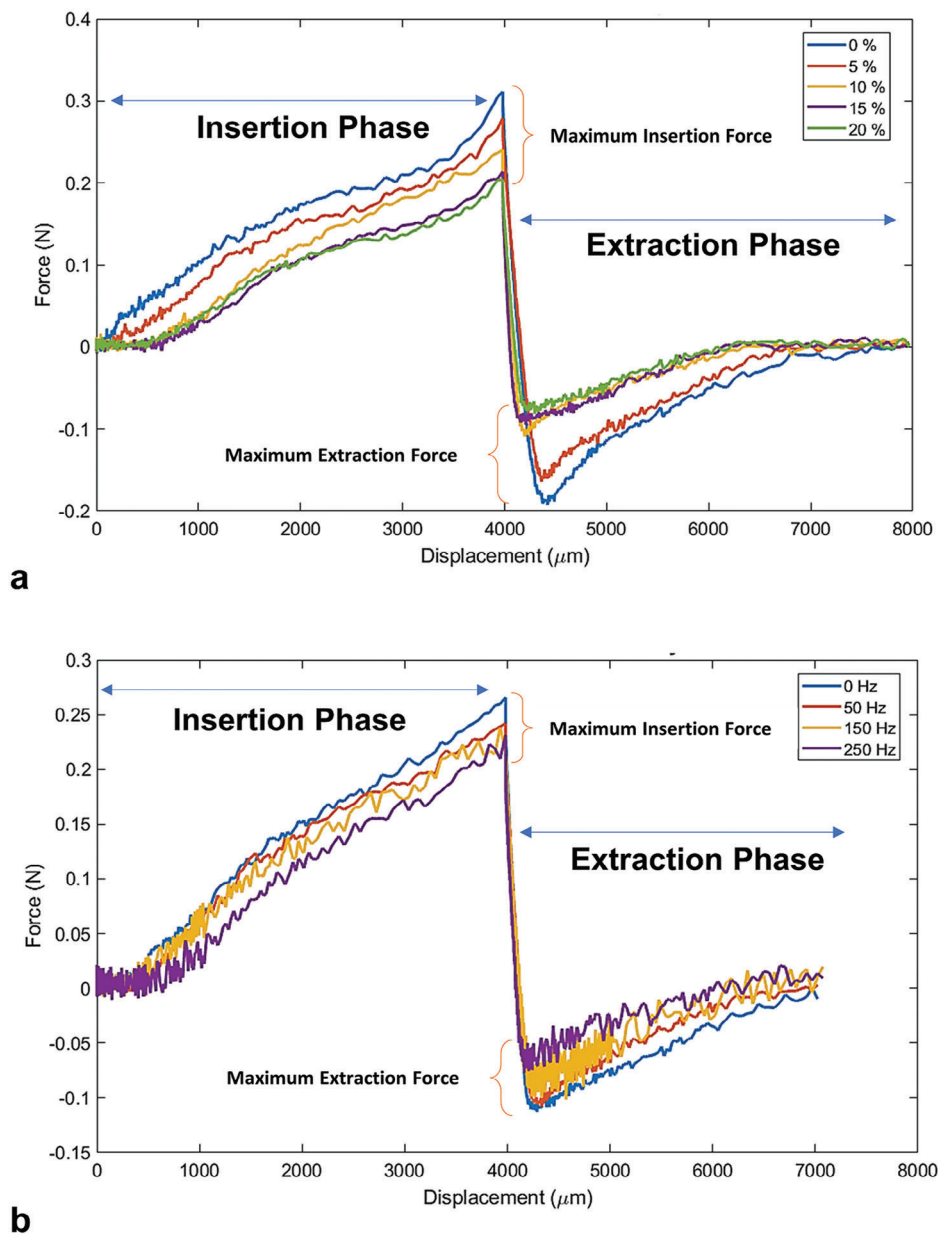 0.4
0 %
5 %
10 %
15 %
20 %
0.3
Insertion Phase
Maximum Insertion Force
0.2
Extraction Phase
0.1
Force (N)
0
-0.1
Maximum Extraction Force
-0.2
0 1000 2000 3000 4000 5000 6000 7000 8000
Displacement (μm)
a
0.3
0 Hz
50 Hz
150 Hz
250 Hz
0.25
Insertion Phase
Maximum Insertion Force
0.2
0.15
Extraction Phase
0.1
Force (N)
0.05
0
-0.05
Maximum Extraction Force
-0.1
-0.15
0 1000 2000 3000 4000 5000 6000 7000 8000
Displacement (μm)
b